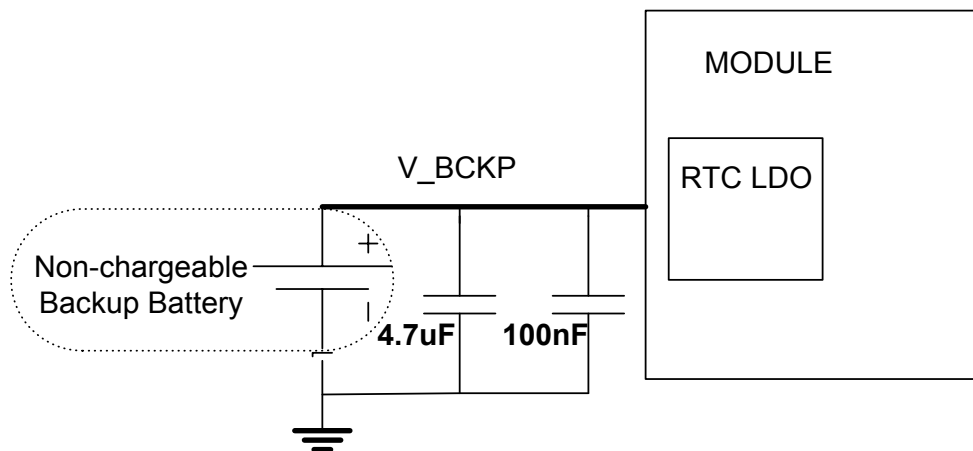 MODULE
RTC LDO
V_BCKP
+
Non-chargeable
Backup Battery
4.7uF
100nF